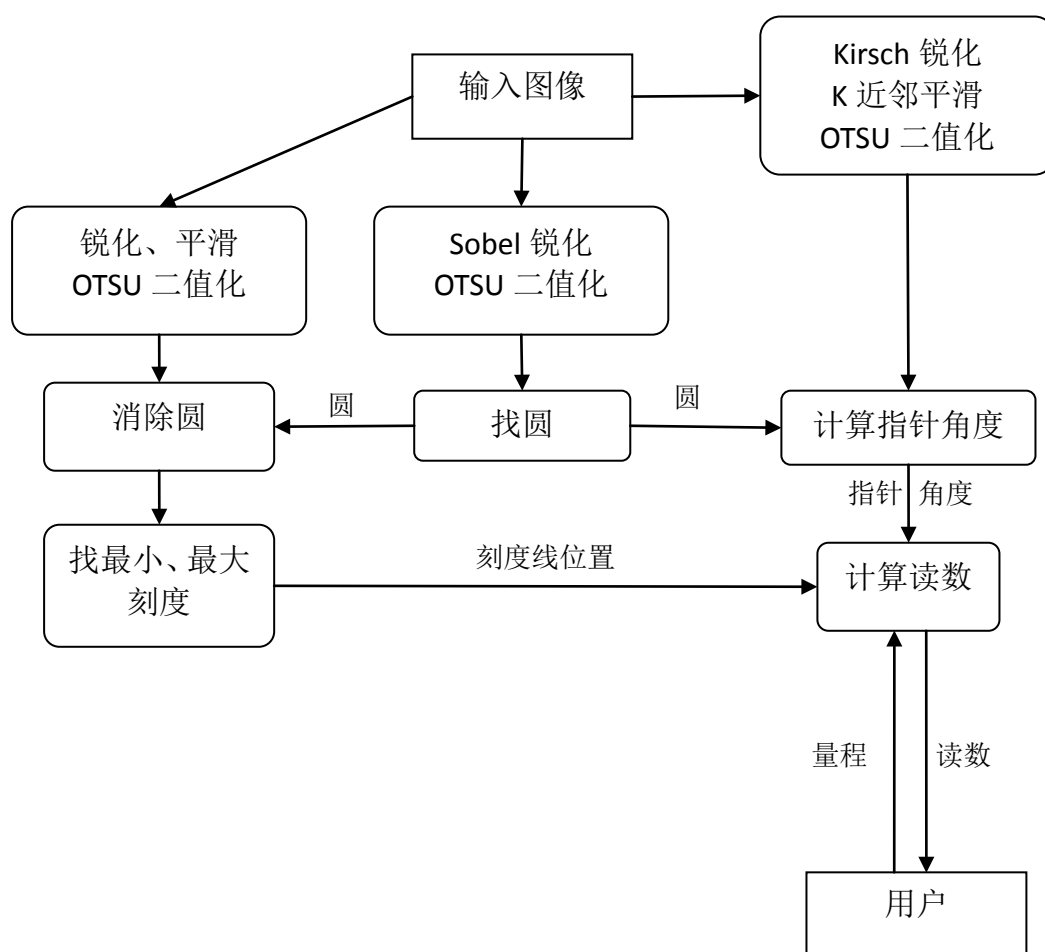 输入图像
Kirsch 锐化
K 近邻平滑
OTSU 二值化
锐化、平滑
OTSU 二值化
Sobel 锐化
OTSU 二值化
消除圆
圆
找圆
圆
计算指针角度
指针 角度
找最小、最大
刻度
刻度线位置
计算读数
量程
读数
用户